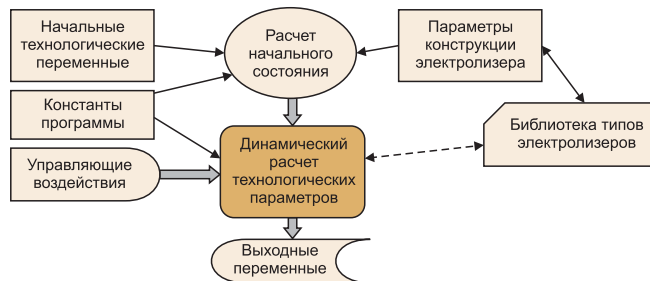 Начальные
технологические
переменные
Расчет
начального
состояния
Параметры
конструкции
электролизера
Константы
программы
Библиотека типов
электролизеров
Управляющие
воздействия
Динамический
расчет
технологических
параметров
Выходные
переменные